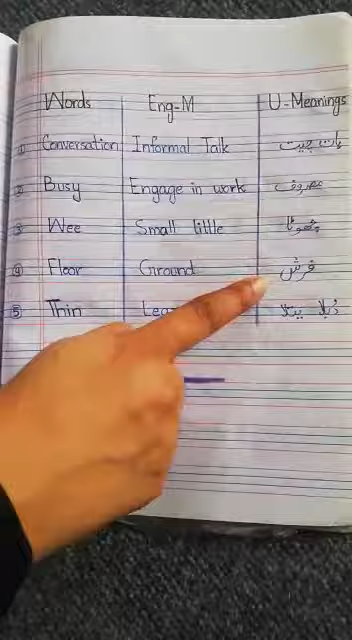 Words Eng-M U-Meanings
① Conversation Informal Talk بات چیت
② Busy Engage in work مصروف
③ Wee Small little چھوٹا
④ Floor Ground فرش
⑤ Thin دُبلا پتلا